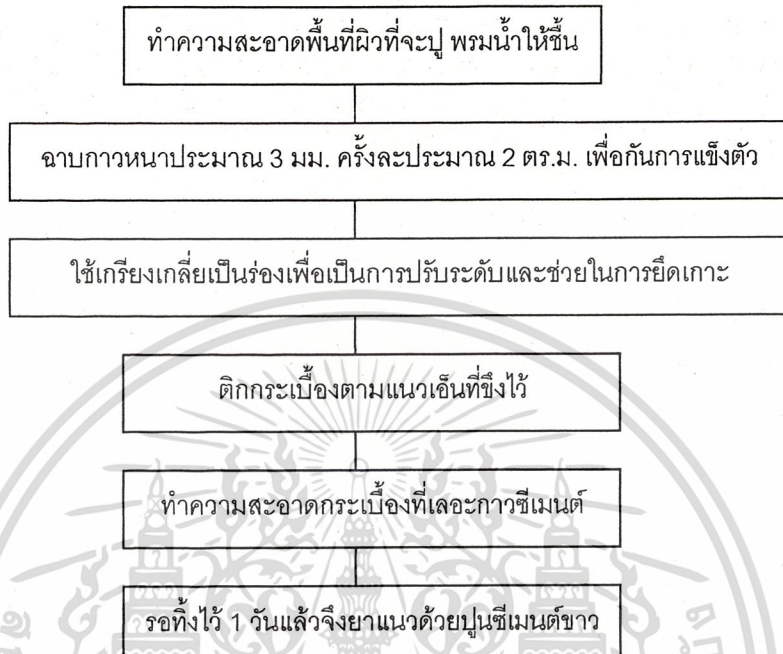 ทำความสะอาดพื้นที่ผิวที่จะปู พรมน้ำให้ชื้น
ฉาบกาวหนาประมาณ 3 มม. ครั้งละประมาณ 2 ตร.ม. เพื่อกันการแข็งตัว
ใช้เกรียงเกลี่ยเป็นร่องเพื่อเป็นการปรับระดับและช่วยในการยึดเกาะ
ติกกระเบื้องตามแนวเอ็นที่ขึงไว้
ทำความสะอาดกระเบื้องที่เลอะกาวซีเมนต์
รอทิ้งไว้ 1 วันแล้วจึงยาแนวด้วยปูนซีเมนต์ขาว